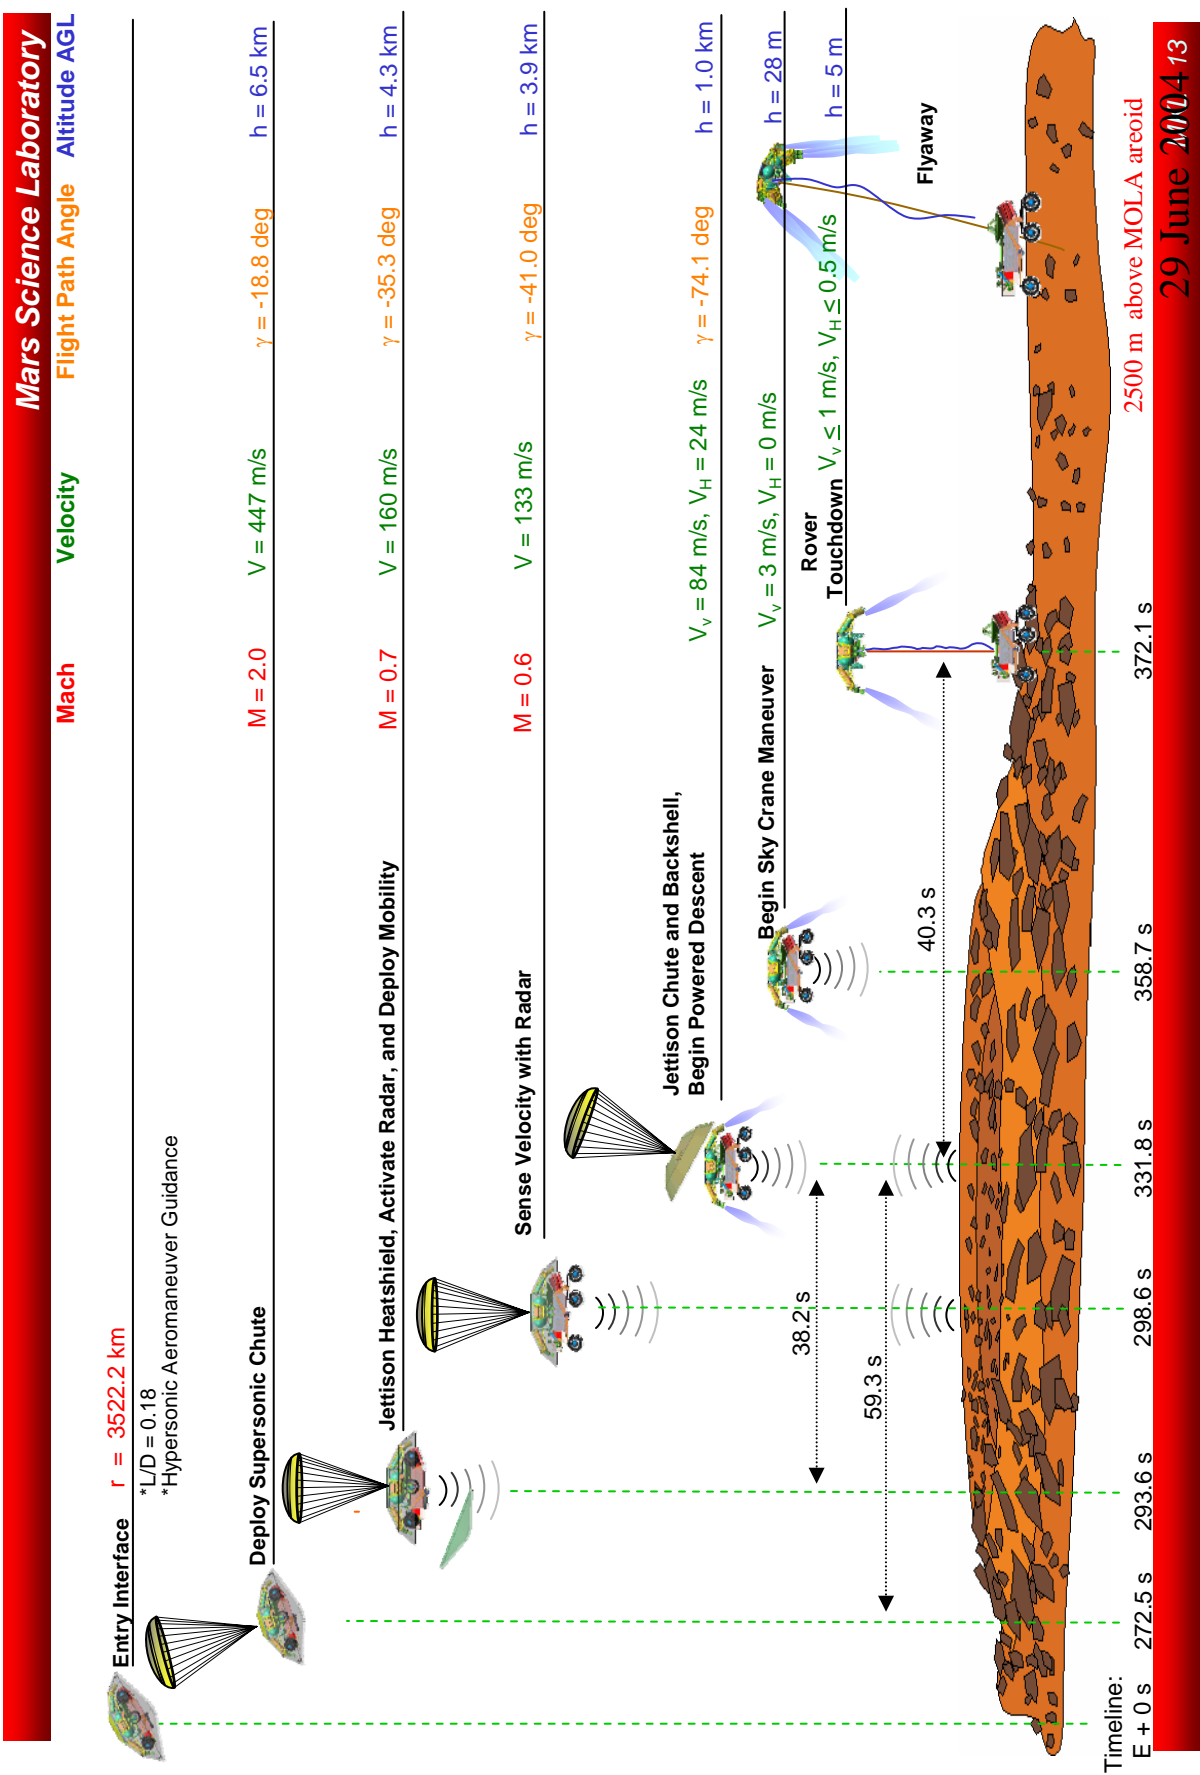 Mars Science Laboratory
Mach Velocity Flight Path Angle Altitude AGL
Entry Interface r = 3522.2 km
*L/D = 0.18
*Hypersonic Aeromaneuver Guidance
Deploy Supersonic Chute M = 2.0 V = 447 m/s γ = -18.8 deg h = 6.5 km
Jettison Heatshield, Activate Radar, and Deploy Mobility M = 0.7 V = 160 m/s γ = -35.3 deg h = 4.3 km
Sense Velocity with Radar M = 0.6 V = 133 m/s γ = -41.0 deg h = 3.9 km
Jettison Chute and Backshell,
Begin Powered Descent Vv = 84 m/s, VH = 24 m/s γ = -74.1 deg h = 1.0 km
Begin Sky Crane Maneuver Vv = 3 m/s, VH = 0 m/s h = 28 m
Rover
Touchdown Vv ≤ 1 m/s, VH ≤ 0.5 m/s h = 5 m
38.2 s
59.3 s
40.3 s
Flyaway
Timeline:
E + 0 s 272.5 s 293.6 s 298.6 s 331.8 s 358.7 s 372.1 s
2500 m above MOLA areoid
29 June 2004
13